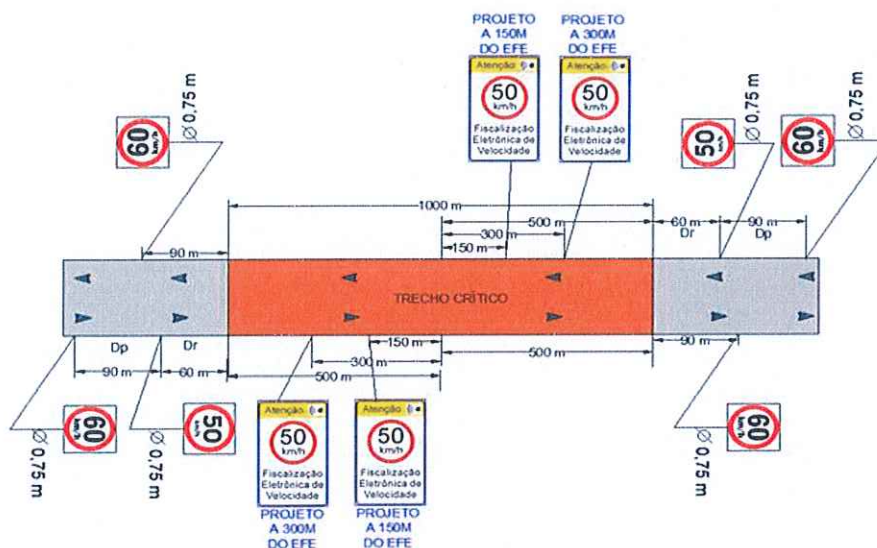 PROJETO
A 150M
DO EFE
PROJETO
A 300M
DO EFE
Atenção
50
km/h
Fiscalização
Eletrônica de
Velocidade
Atenção
50
km/h
Fiscalização
Eletrônica de
Velocidade
60
km/h
Ø 0,75 m
50
km/h
Ø 0,75 m
60
km/h
Ø 0,75 m
1000 m
500 m
60 m
Dr
90 m
Dp
300 m
150 m
90 m
TRECHO CRÍTICO
Dp
Dr
90 m
60 m
150 m
300 m
500 m
500 m
90 m
60
km/h
Ø 0,75 m
50
km/h
Ø 0,75 m
60
km/h
Ø 0,75 m
Atenção
50
km/h
Fiscalização
Eletrônica de
Velocidade
Atenção
50
km/h
Fiscalização
Eletrônica de
Velocidade
PROJETO
A 300M
DO EFE
PROJETO
A 150M
DO EFE